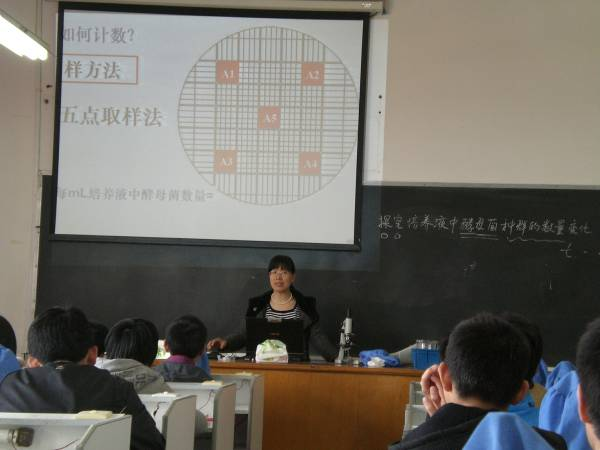 如何计数?
样方法
五点取样法
A1 A2
A5
A3 A4
每mL培养液中酵母菌数量=
探究培养液中酵母菌种群的数量变化
t